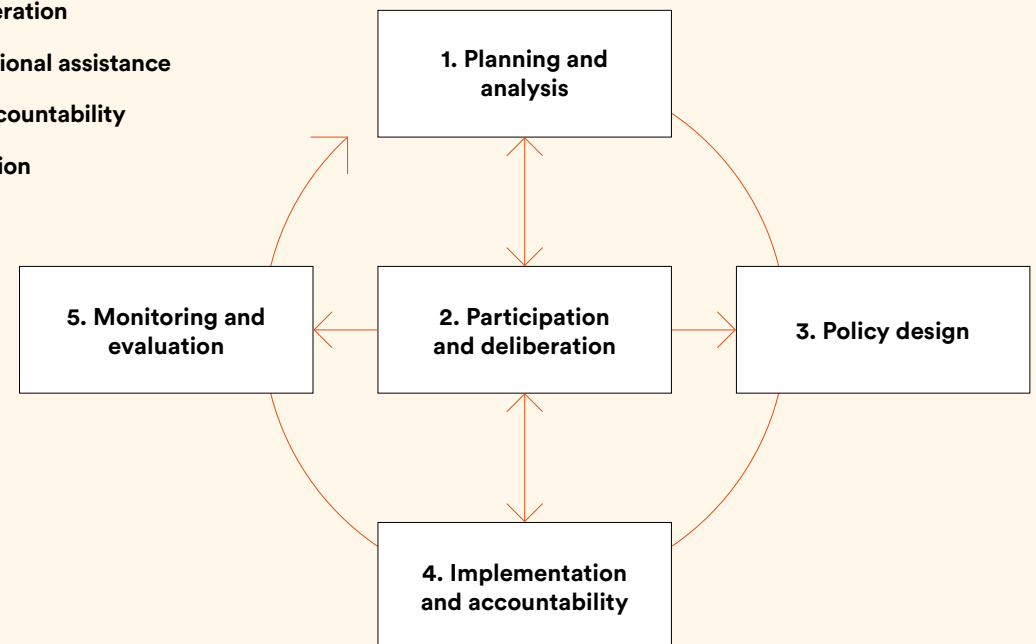 eration
ional assistance
countability
ion
1. Planning and
analysis
5. Monitoring and
evaluation
2. Participation
and deliberation
3. Policy design
4. Implementation
and accountability